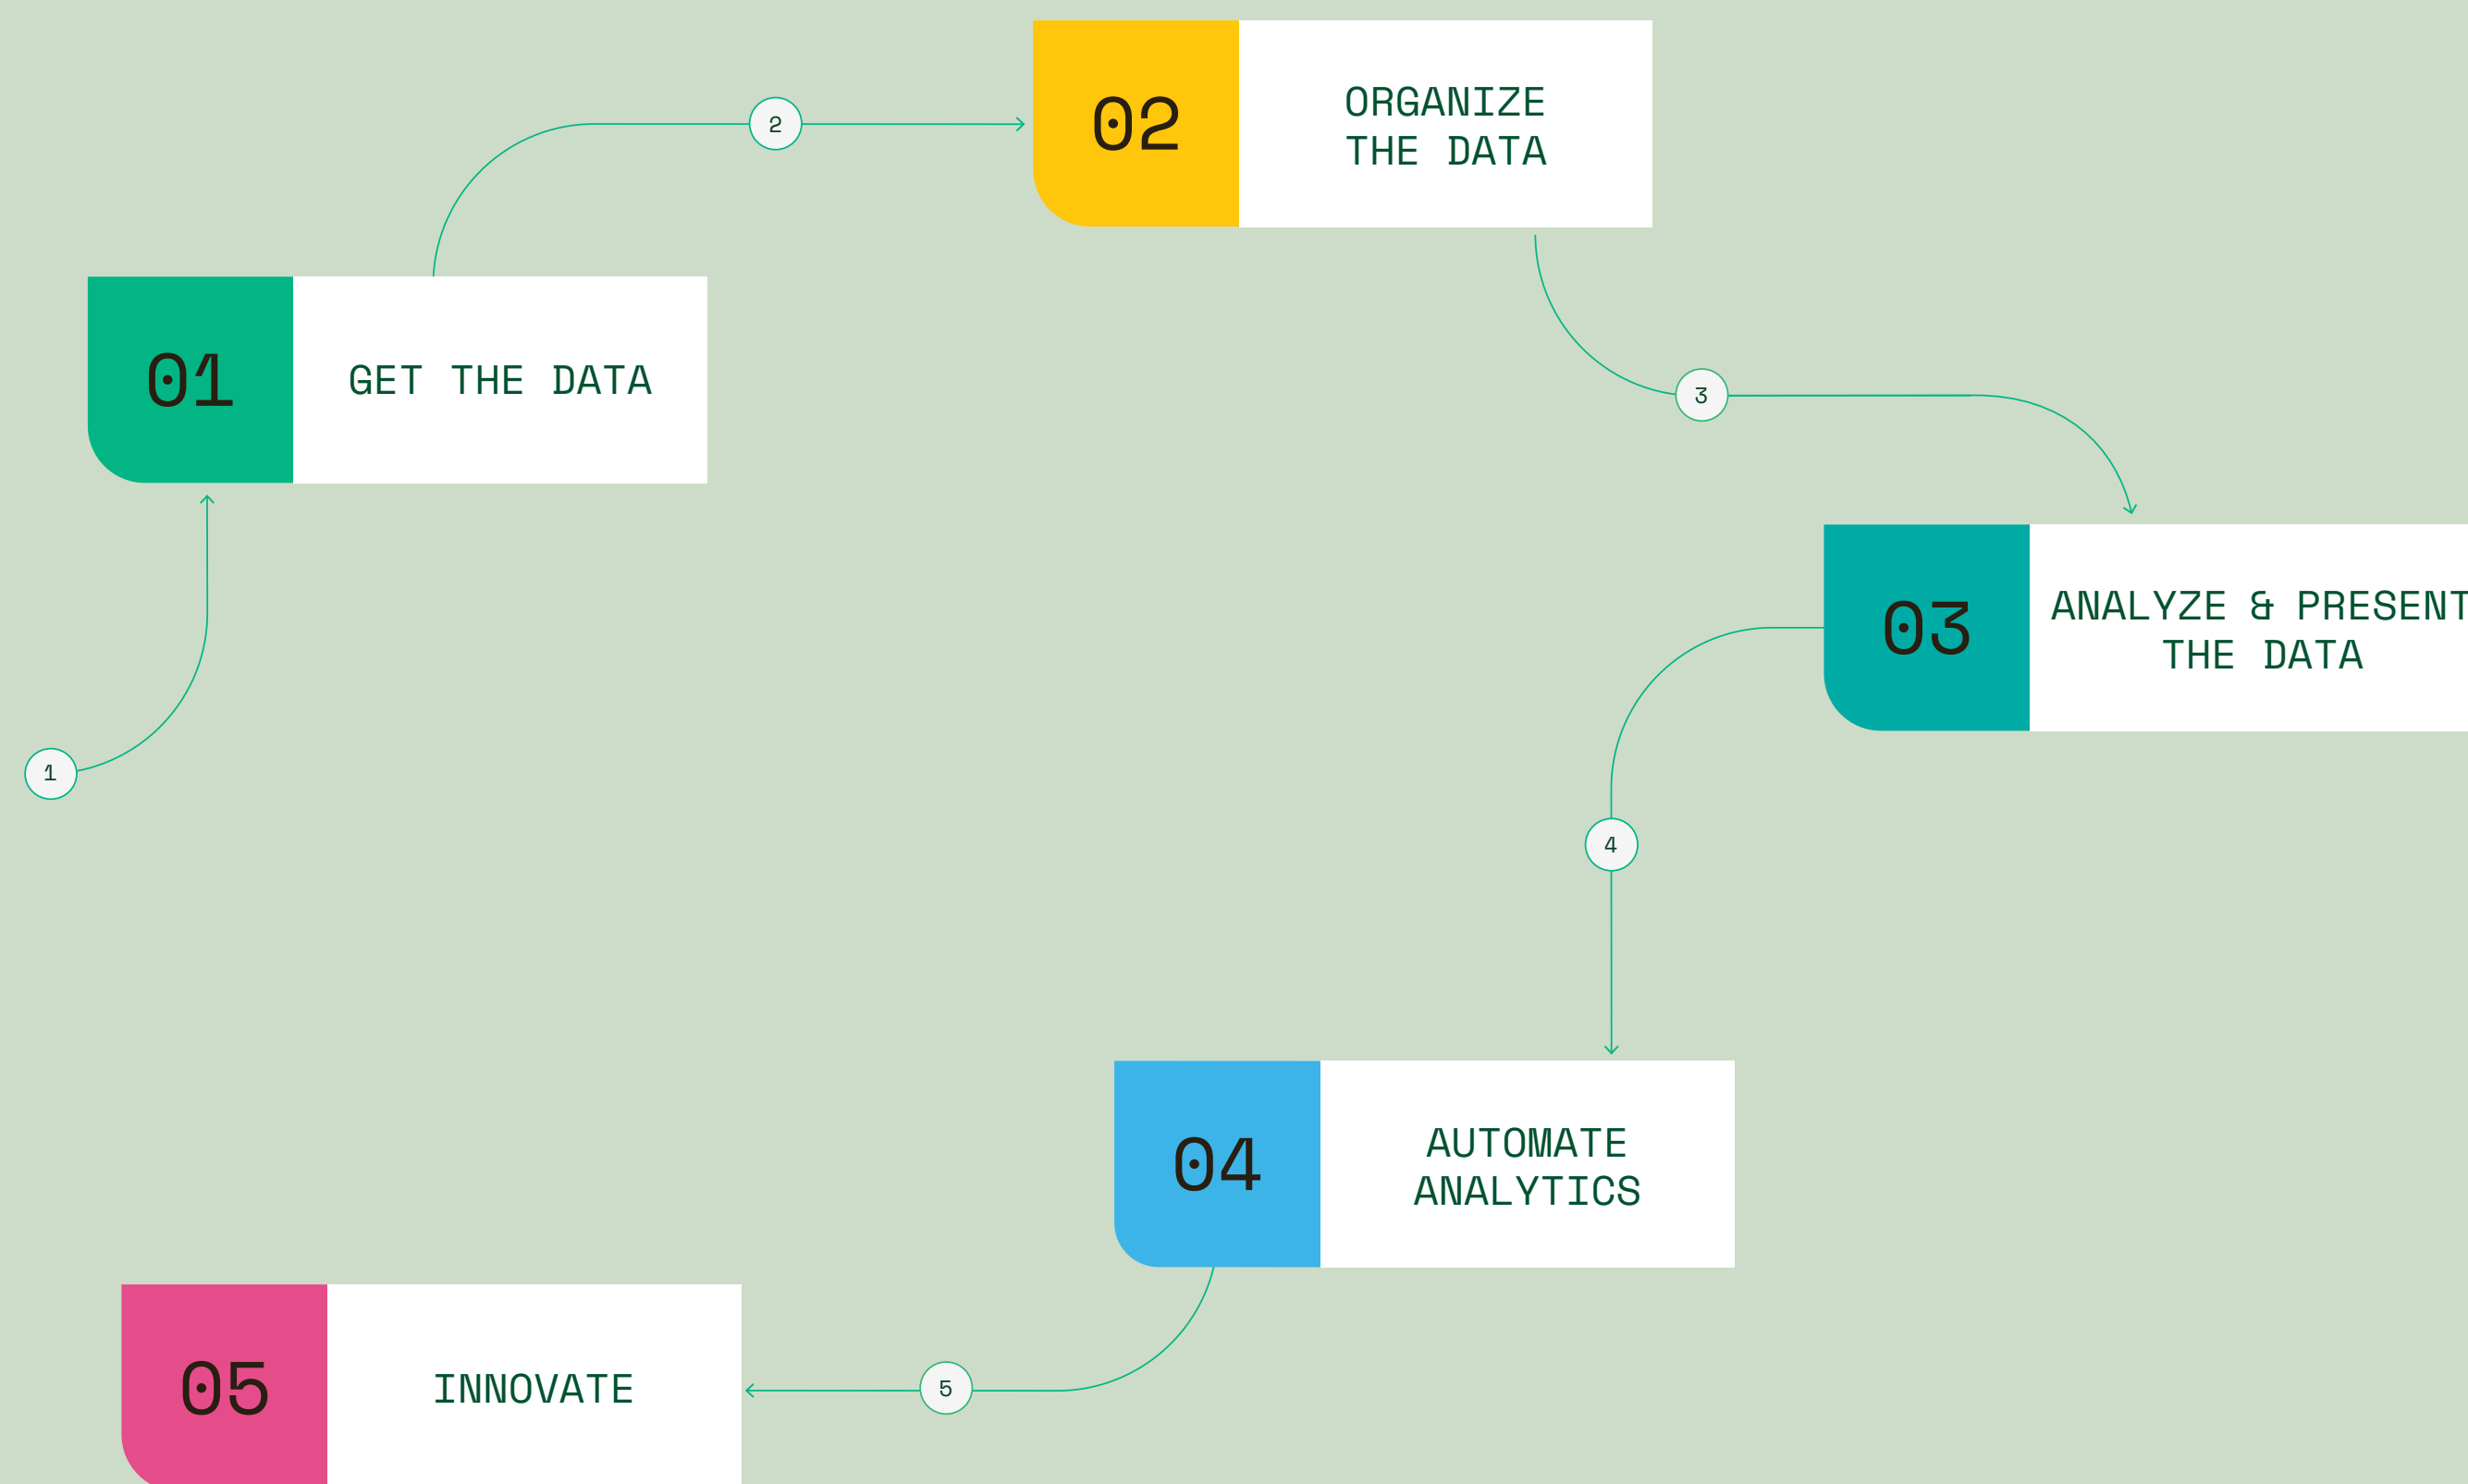 1
01
GET THE DATA
2
02
ORGANIZE
THE DATA
3
03
ANALYZE & PRESENT
THE DATA
4
04
AUTOMATE
ANALYTICS
5
05
INNOVATE